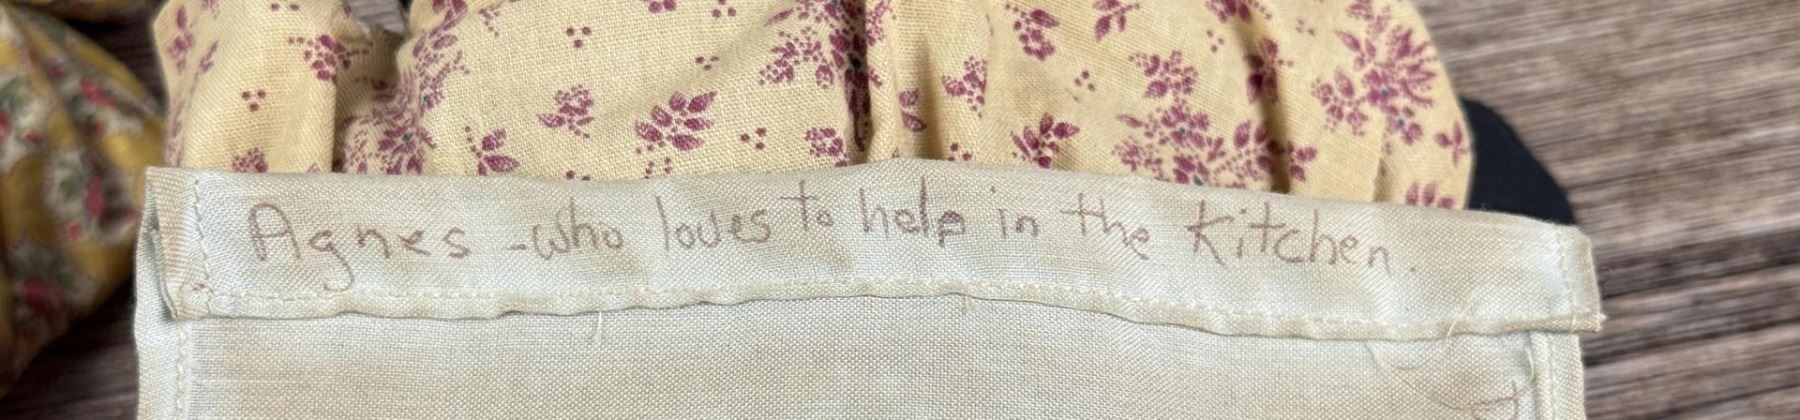 Agnes - who loves to help in the kitchen.